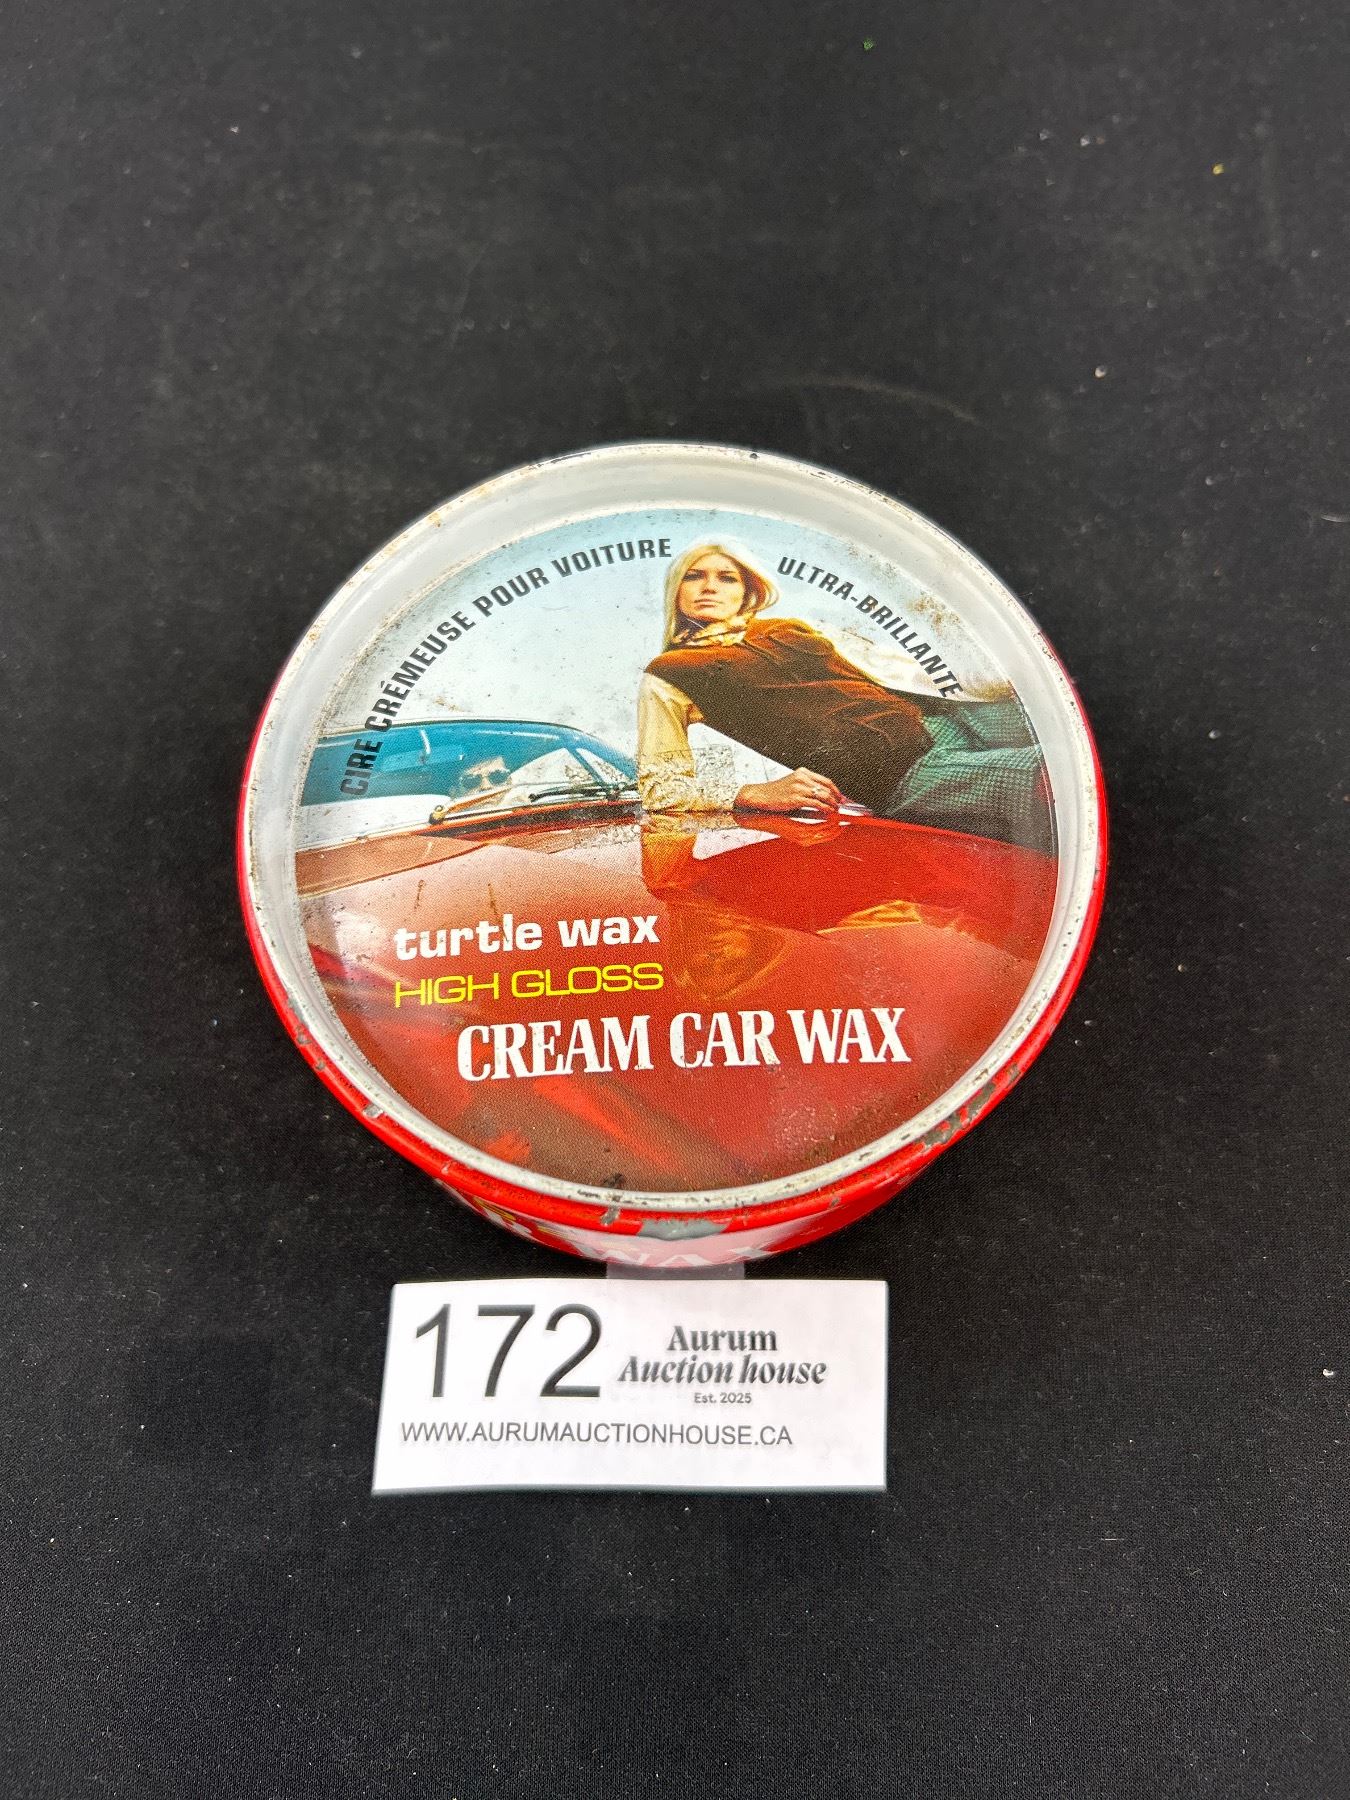 CIRE CRÉMEUSE POUR VOITURE ULTRA-BRILLANTE
turtle wax
HIGH GLOSS
CREAM CAR WAX
WAX
172
Aurum
Auction house
Est. 2025
WWW.AURUMAUCTIONHOUSE.CA